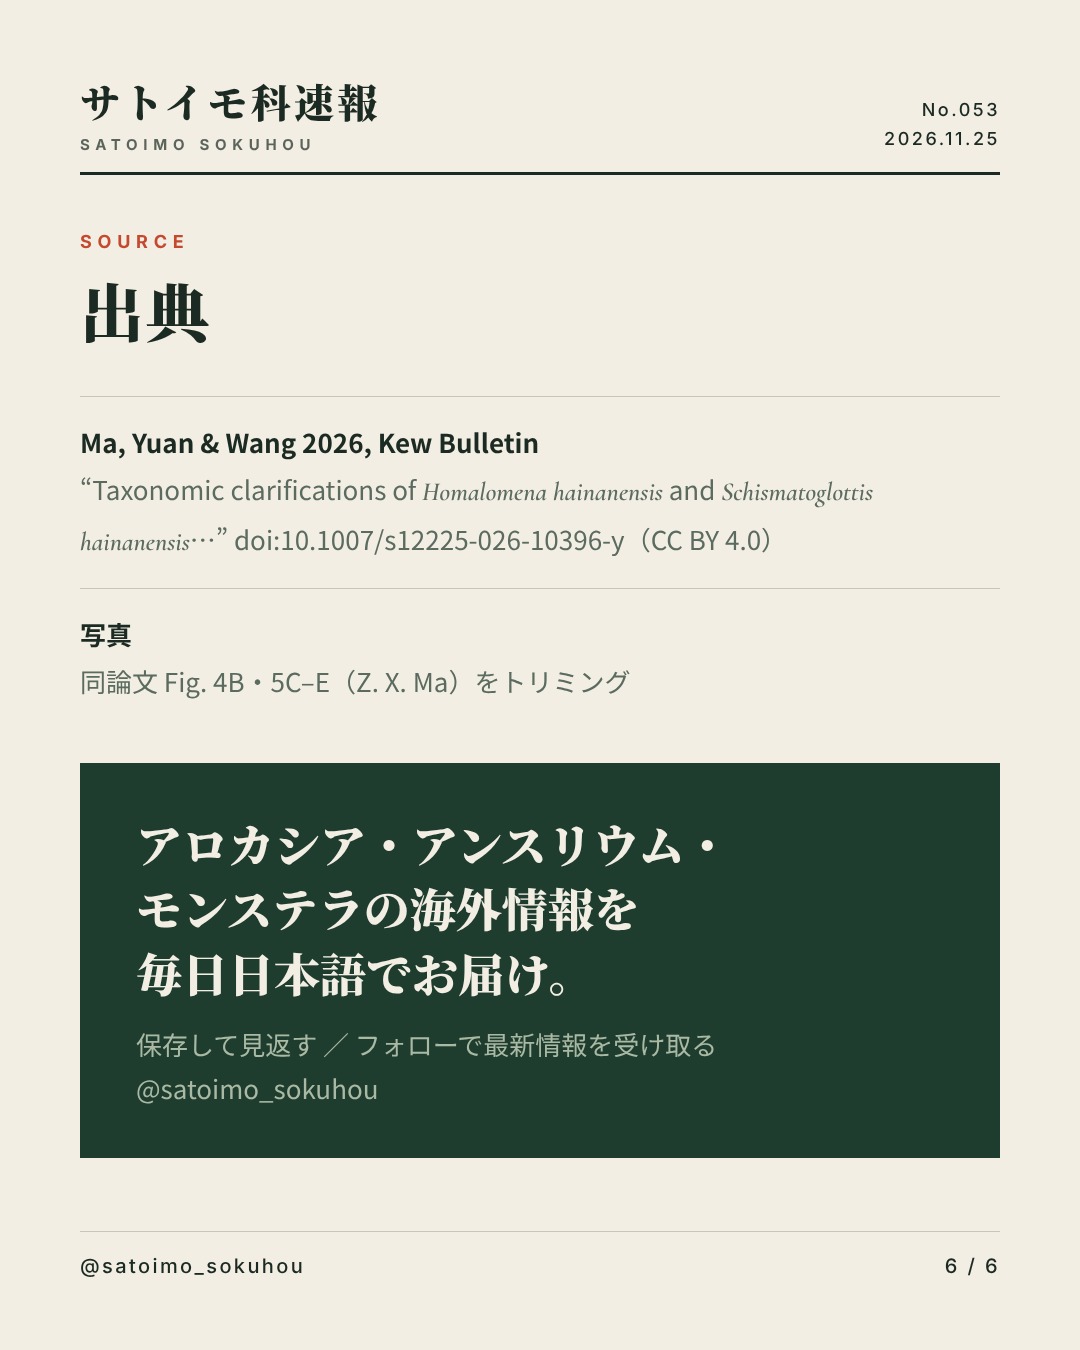 サトイモ科速報
SATOIMO SOKUHOU
No.053
2026.11.25
SOURCE
出典
Ma, Yuan & Wang 2026, Kew Bulletin
“Taxonomic clarifications of Homalomena hainanensis and Schismatoglottis
hainanensis…” doi:10.1007/s12225-026-10396-y（CC BY 4.0）
写真
同論文 Fig. 4B・5C–E（Z. X. Ma）をトリミング
アロカシア・アンスリウム・
モンステラの海外情報を
毎日日本語でお届け。
保存して見返す ／ フォローで最新情報を受け取る
@satoimo_sokuhou
@satoimo_sokuhou
6 / 6